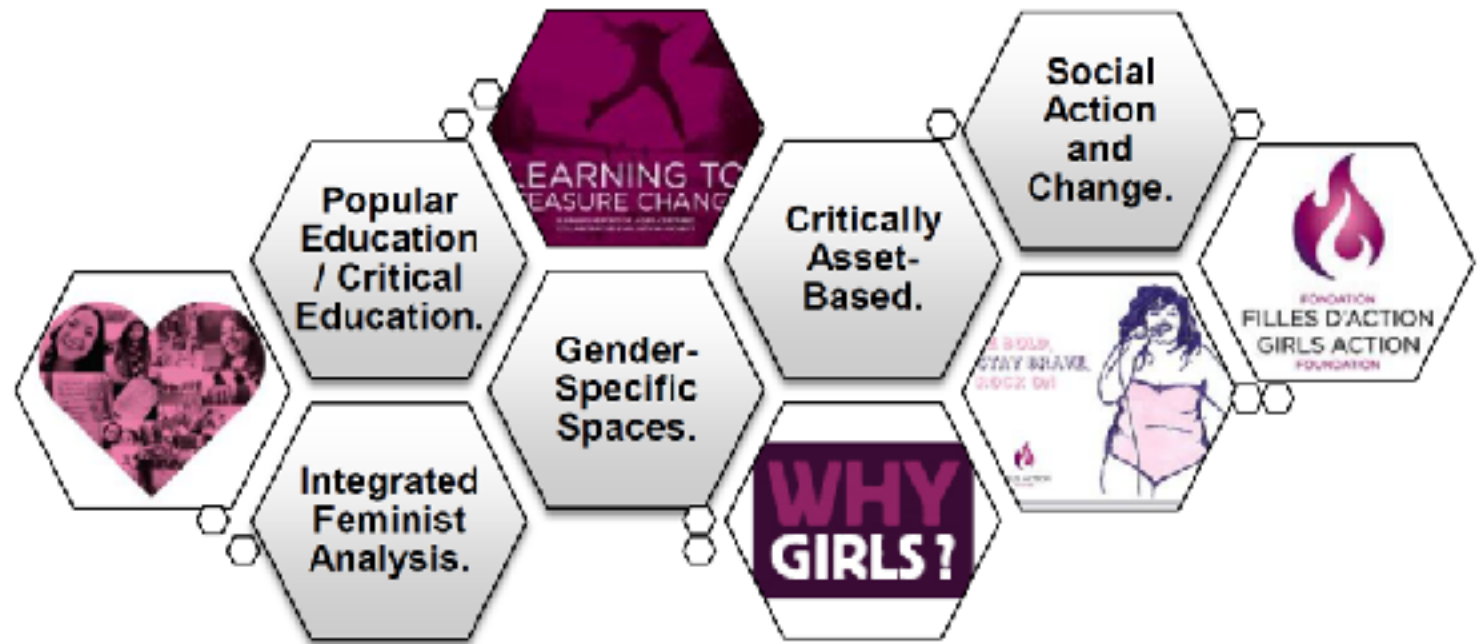 Popular
Education
/ Critical
Education.
Integrated
Feminist
Analysis.
LEARNING TO
EASURE CHANG
Gender-
Specific
Spaces.
Critically
Asset-
Based.
WHY
GIRLS?
Social
Action
and
Change.
STAY BRAVE,
FONDATION
FILLES D'ACTION
GIRLS ACTION
FOUNDATION